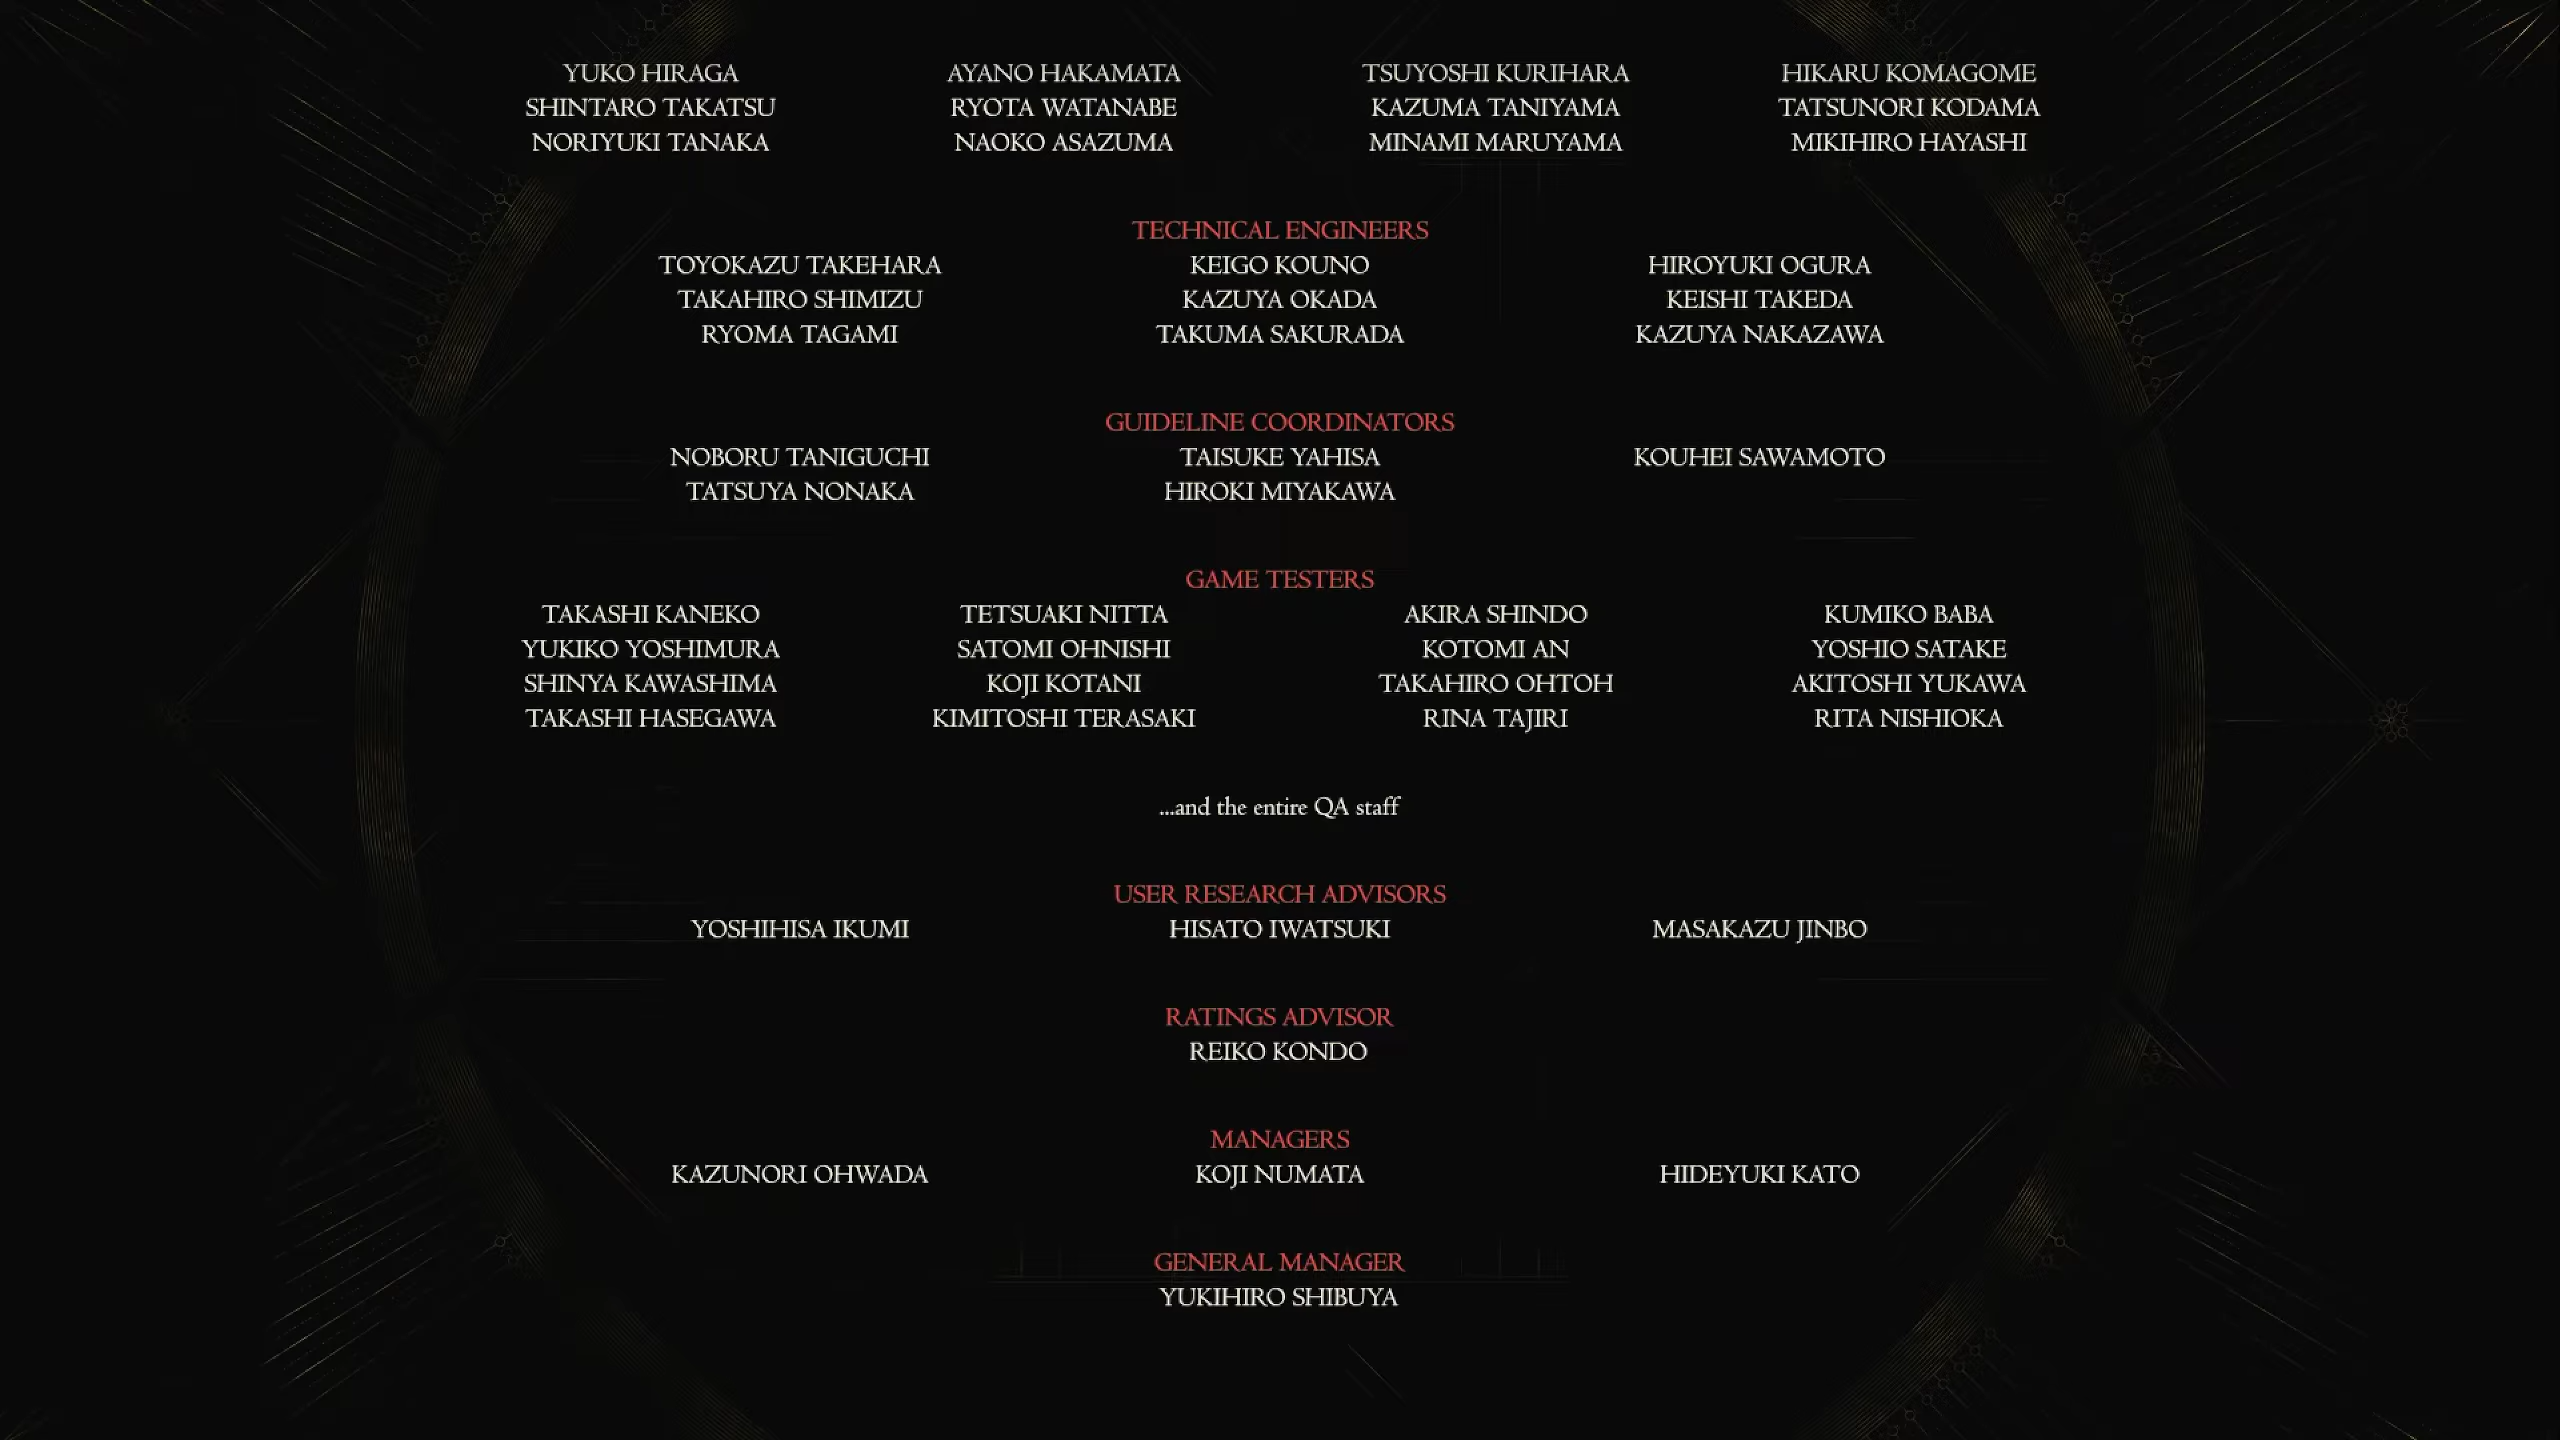 YUKO HIRAGA AYANO HAKAMATA TSUYOSHI KURIHARA HIKARU KOMAGOME
SHINTARO TAKATSU RYOTA WATANABE KAZUMA TANIYAMA TATSUNORI KODAMA
NORIYUKI TANAKA NAOKO ASAZUMA MINAMI MARUYAMA MIKIHIRO HAYASHI
TECHNICAL ENGINEERS
TOYOKAZU TAKEHARA KEIGO KOUNO HIROYUKI OGURA
TAKAHIRO SHIMIZU KAZUYA OKADA KEISHI TAKEDA
RYOMA TAGAMI TAKUMA SAKURADA KAZUYA NAKAZAWA
GUIDELINE COORDINATORS
NOBORU TANIGUCHI TAISUKE YAHISA KOUHEI SAWAMOTO
TATSUYA NONAKA HIROKI MIYAKAWA
GAME TESTERS
TAKASHI KANEKO TETSUAKI NITTA AKIRA SHINDO KUMIKO BABA
YUKIKO YOSHIMURA SATOMI OHNISHI KOTOMI AN YOSHIO SATAKE
SHINYA KAWASHIMA KOJI KOTANI TAKAHIRO OHTOH AKITOSHI YUKAWA
TAKASHI HASEGAWA KIMITOSHI TERASAKI RINA TAJIRI RITA NISHIOKA
...and the entire QA staff
USER RESEARCH ADVISORS
YOSHIHISA IKUMI HISATO IWATSUKI MASAKAZU JINBO
RATINGS ADVISOR
REIKO KONDO
MANAGERS
KAZUNORI OHWADA KOJI NUMATA HIDEYUKI KATO
GENERAL MANAGER
YUKIHIRO SHIBUYA